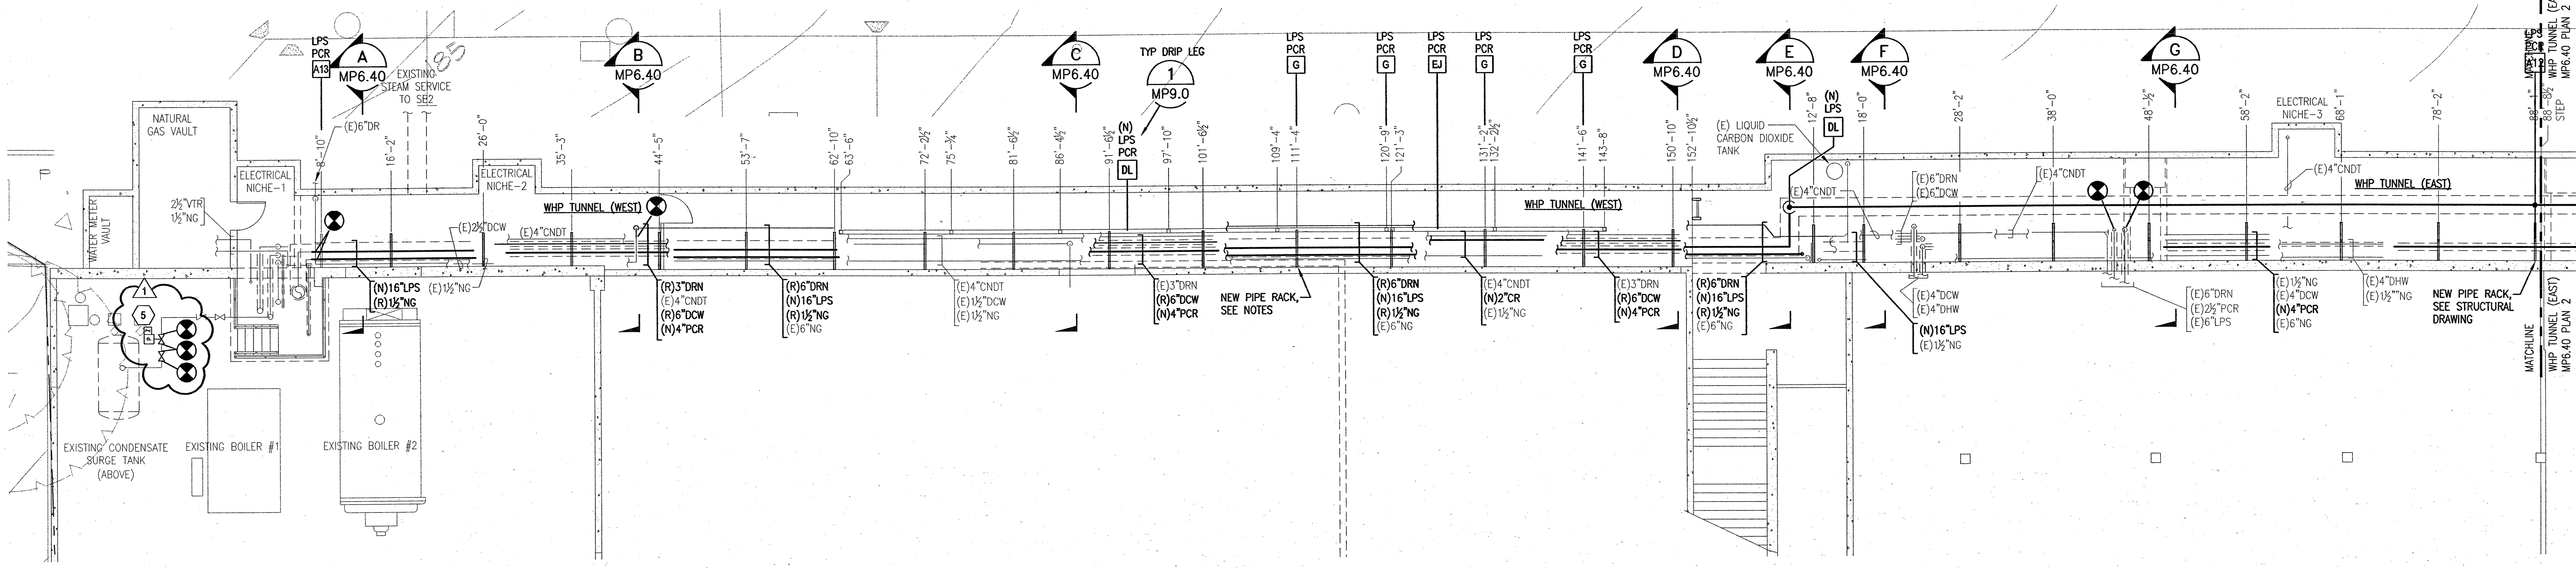 LPS
PCR
A13
A
MP6.40
85
EXISTING
STEAM SERVICE
TO SB2
B
MP6.40
C
MP6.40
TYP DRIP LEG
1
MP9.0
LPS
PCR
G
LPS
PCR
G
LPS
PCR
EJ
LPS
PCR
G
LPS
PCR
G
D
MP6.40
E
MP6.40
F
MP6.40
G
MP6.40
LPS
PCR
A12
NATURAL
GAS VAULT
(E)6"DR
8'-10"
16'-2"
26'-0"
35'-3"
44'-5"
53'-7"
62'-10"
63'-6"
72'-2½"
75'-¾"
81'-6½"
86'-4½"
91'-6½"
(N)
LPS
PCR
DL
97'-10"
101'-6½"
109'-4"
111'-4"
120'-9"
121'-3"
131'-2"
132'-2½"
141'-6"
143'-8"
150'-10"
152'-10½"
(E) LIQUID
CARBON DIOXIDE
TANK
(N)
LPS
DL
12'-8"
18'-0"
28'-2"
38'-0"
48'-½"
58'-2"
ELECTRICAL
NICHE-3
68'-1"
78'-2"
88'-1"
88'-8½"
STEP
ELECTRICAL
NICHE-1
ELECTRICAL
NICHE-2
WATER METER
VAULT
2½"VTR
1½"NG
WHP TUNNEL (WEST)
WHP TUNNEL (WEST)
WHP TUNNEL (EAST)
(E)2½"DCW
(E)4"CNDT
(E)4"CNDT
(E)6"DRN
(E)6"DCW
(E)4"CNDT
(E)4"CNDT
(E)1½"NG
(N)16"LPS
(R)1½"NG
(R)3"DRN
(E)4"CNDT
(R)6"DCW
(N)4"PCR
(R)6"DRN
(N)16"LPS
(R)1½"NG
(E)6"NG
(E)4"CNDT
(E)1½"DCW
(E)1½"NG
(E)3"DRN
(R)6"DCW
(N)4"PCR
NEW PIPE RACK,
SEE NOTES
(R)6"DRN
(N)16"LPS
(R)1½"NG
(E)6"NG
(E)4"CNDT
(N)2"CR
(E)1½"NG
(E)3"DRN
(R)6"DCW
(N)4"PCR
(R)6"DRN
(N)16"LPS
(R)1½"NG
(E)6"NG
(E)4"DCW
(E)4"DHW
(N)16"LPS
(E)1½"NG
(E)6"DRN
(E)2½"PCR
(E)6"LPS
(E)1½"NG
(E)4"DCW
(N)4"PCR
(E)6"NG
(E)4"DHW
(E)1½""NG
NEW PIPE RACK,
SEE STRUCTURAL
DRAWING
MATCHLINE
WHP TUNNEL (EAST)
MP6.40 PLAN 2
1
5
P
EXISTING CONDENSATE
SURGE TANK
(ABOVE)
EXISTING BOILER #1
EXISTING BOILER #2